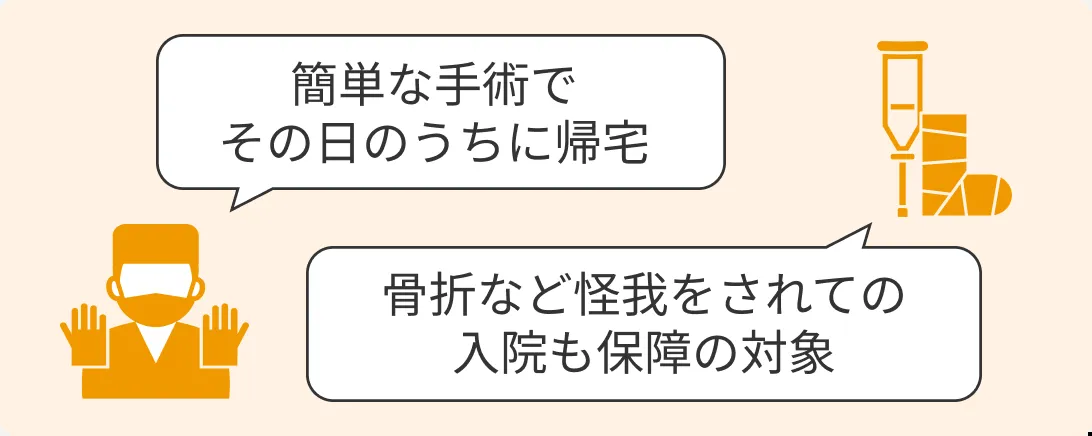 簡単な手術で
その日のうちに帰宅
骨折など怪我をされての
入院も保障の対象